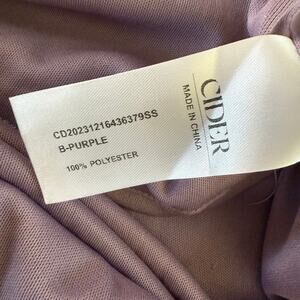 CIDER
MADE IN CHINA
CD20231216436379SS
B-PURPLE
100% POLYESTER